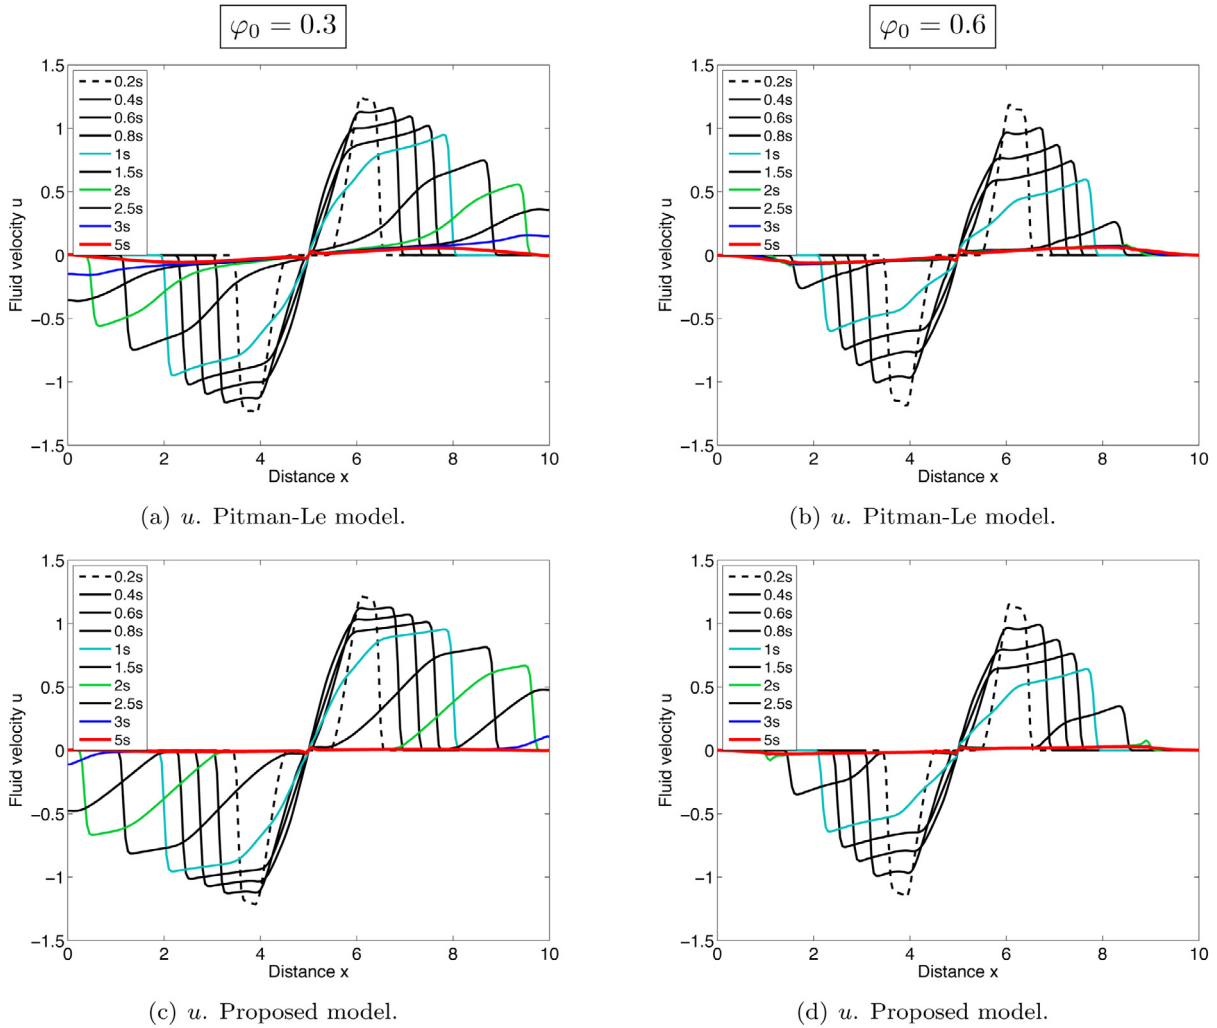 φ₀ = 0.3
φ₀ = 0.6
1.5
1
0.5
0
−0.5
−1
−1.5
Fluid velocity u
0.2s
0.4s
0.6s
0.8s
1s
1.5s
2s
2.5s
3s
5s
0 2 4 6 8 10
Distance x
(a) u. Pitman-Le model.
1.5
1
0.5
0
−0.5
−1
−1.5
Fluid velocity u
0.2s
0.4s
0.6s
0.8s
1s
1.5s
2s
2.5s
3s
5s
0 2 4 6 8 10
Distance x
(b) u. Pitman-Le model.
1.5
1
0.5
0
−0.5
−1
−1.5
Fluid velocity u
0.2s
0.4s
0.6s
0.8s
1s
1.5s
2s
2.5s
3s
5s
0 2 4 6 8 10
Distance x
(c) u. Proposed model.
1.5
1
0.5
0
−0.5
−1
−1.5
Fluid velocity u
0.2s
0.4s
0.6s
0.8s
1s
1.5s
2s
2.5s
3s
5s
0 2 4 6 8 10
Distance x
(d) u. Proposed model.